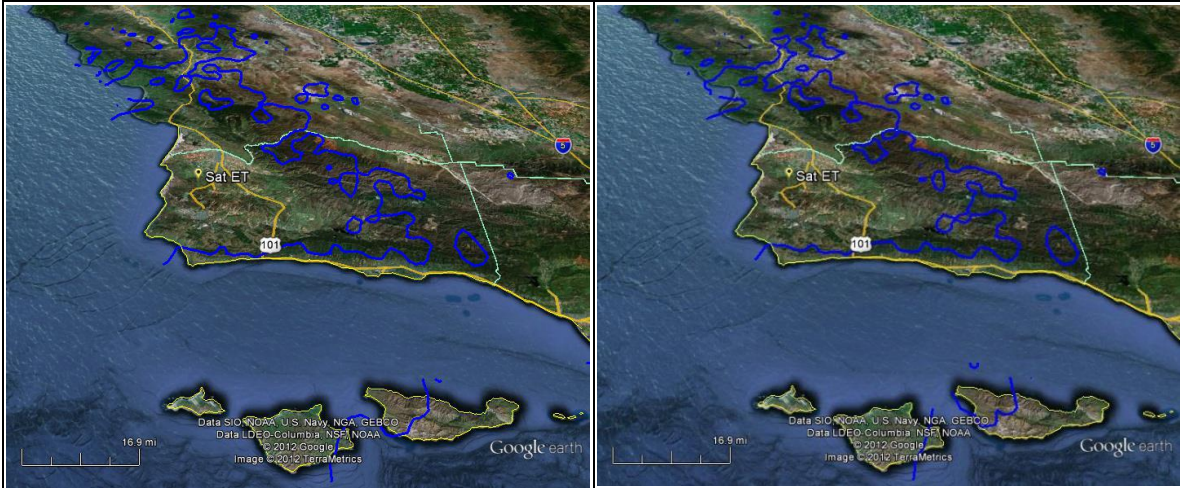 5
Sat ET
101
Data SIO, NOAA, U.S. Navy, NGA, GEBCO
Data LDEO-Columbia, NSF, NOAA
© 2012 Google
Image © 2012 TerraMetrics
16.9 mi
Google earth
5
Sat ET
101
Data SIO, NOAA, U.S. Navy, NGA, GEBCO
Data LDEO-Columbia, NSF, NOAA
© 2012 Google
Image © 2012 TerraMetrics
16.9 mi
Google earth